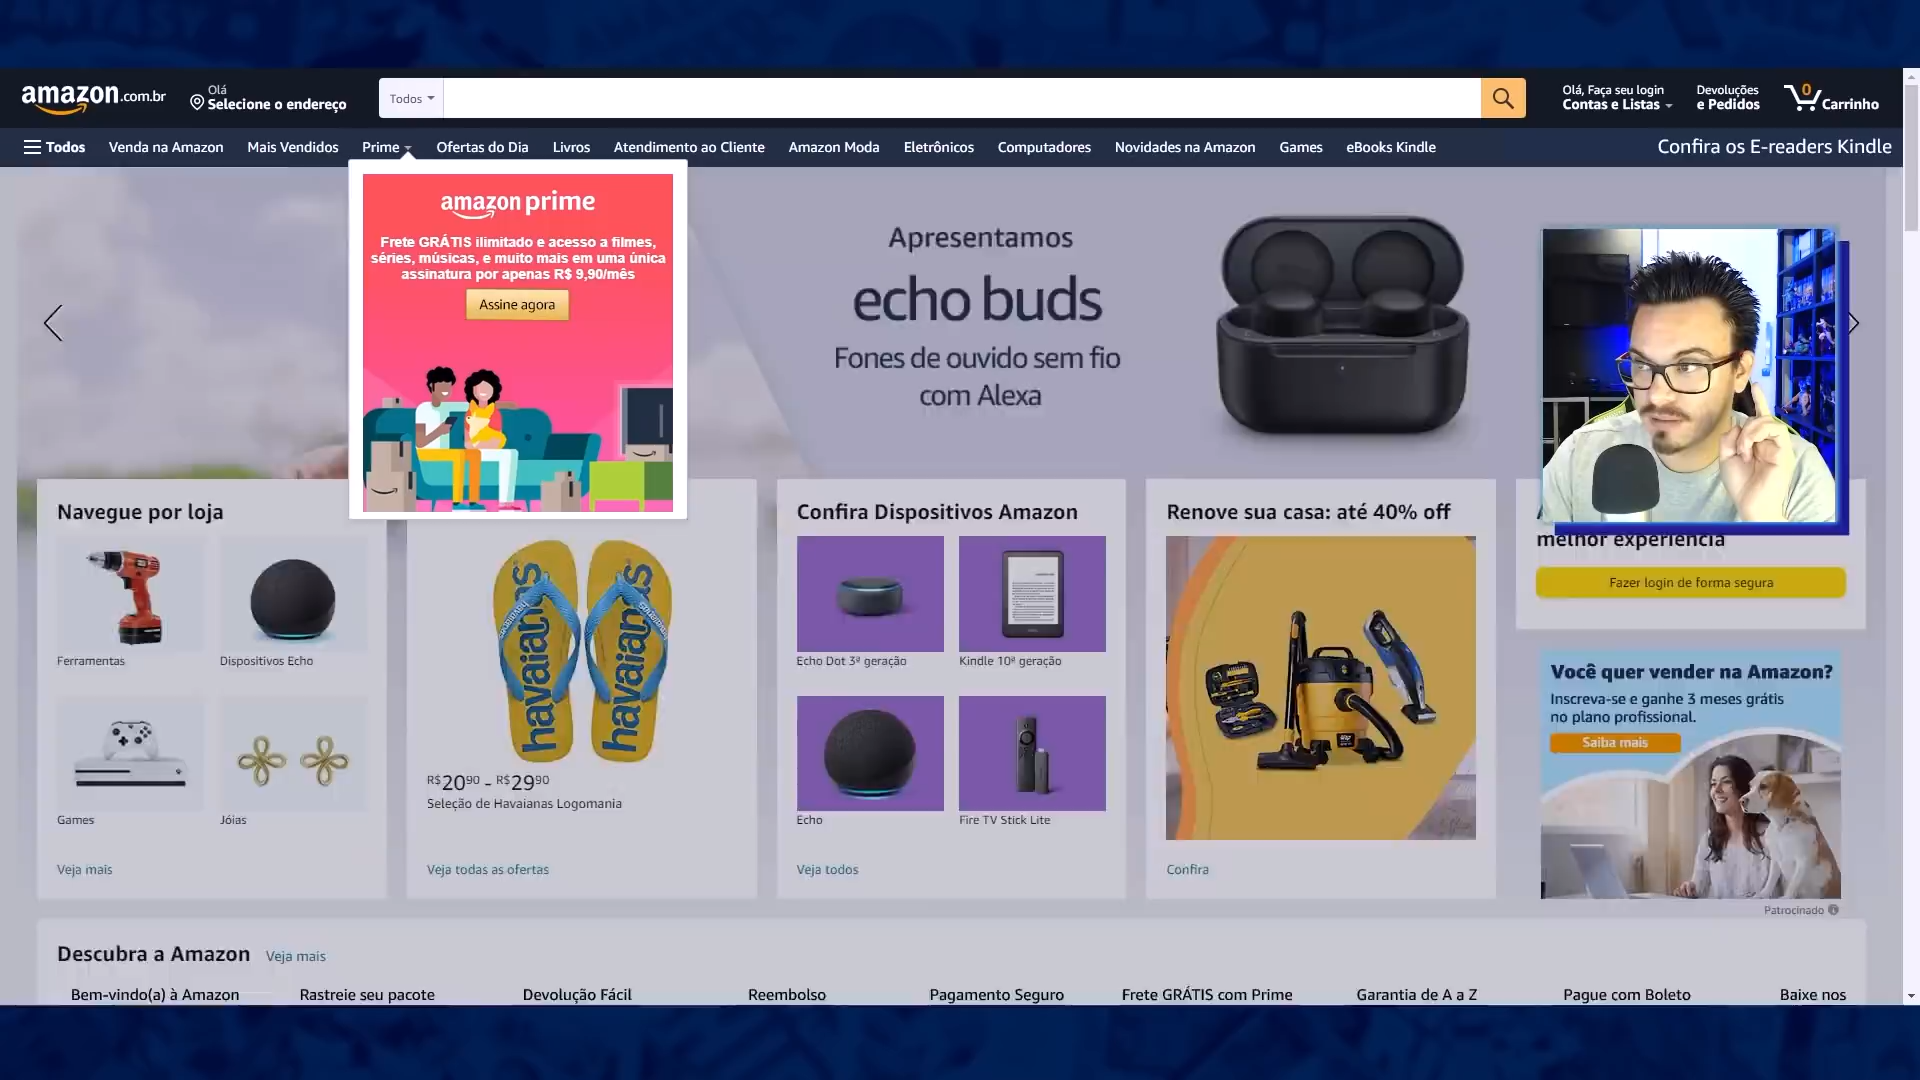 amazon.com.br
Olá
Selecione o endereço
Todos
Olá, Faça seu login
Contas e Listas
Devoluções
e Pedidos
0
Carrinho
Todos
Venda na Amazon
Mais Vendidos
Prime
Ofertas do Dia
Livros
Atendimento ao Cliente
Amazon Moda
Eletrônicos
Computadores
Novidades na Amazon
Games
eBooks Kindle
Confira os E-readers Kindle
amazon prime
Frete GRÁTIS ilimitado e acesso a filmes,
séries, músicas, e muito mais em uma única
assinatura por apenas R$ 9,90/mês
Assine agora
Apresentamos
echo buds
Fones de ouvido sem fio
com Alexa
Navegue por loja
Ferramentas
Dispositivos Echo
Games
Jóias
Veja mais
havaianas
havaianas
R$20⁹⁰ - R$29⁹⁰
Seleção de Havaianas Logomania
Veja todas as ofertas
Confira Dispositivos Amazon
Echo Dot 3ª geração
Kindle 10ª geração
Echo
Fire TV Stick Lite
Veja todos
Renove sua casa: até 40% off
Confira
melhor experiência
Fazer login de forma segura
Você quer vender na Amazon?
Inscreva-se e ganhe 3 meses grátis
no plano profissional.
Saiba mais
Patrocinado
Descubra a Amazon
Veja mais
Bem-vindo(a) à Amazon
Rastreie seu pacote
Devolução Fácil
Reembolso
Pagamento Seguro
Frete GRÁTIS com Prime
Garantia de A a Z
Pague com Boleto
Baixe nos